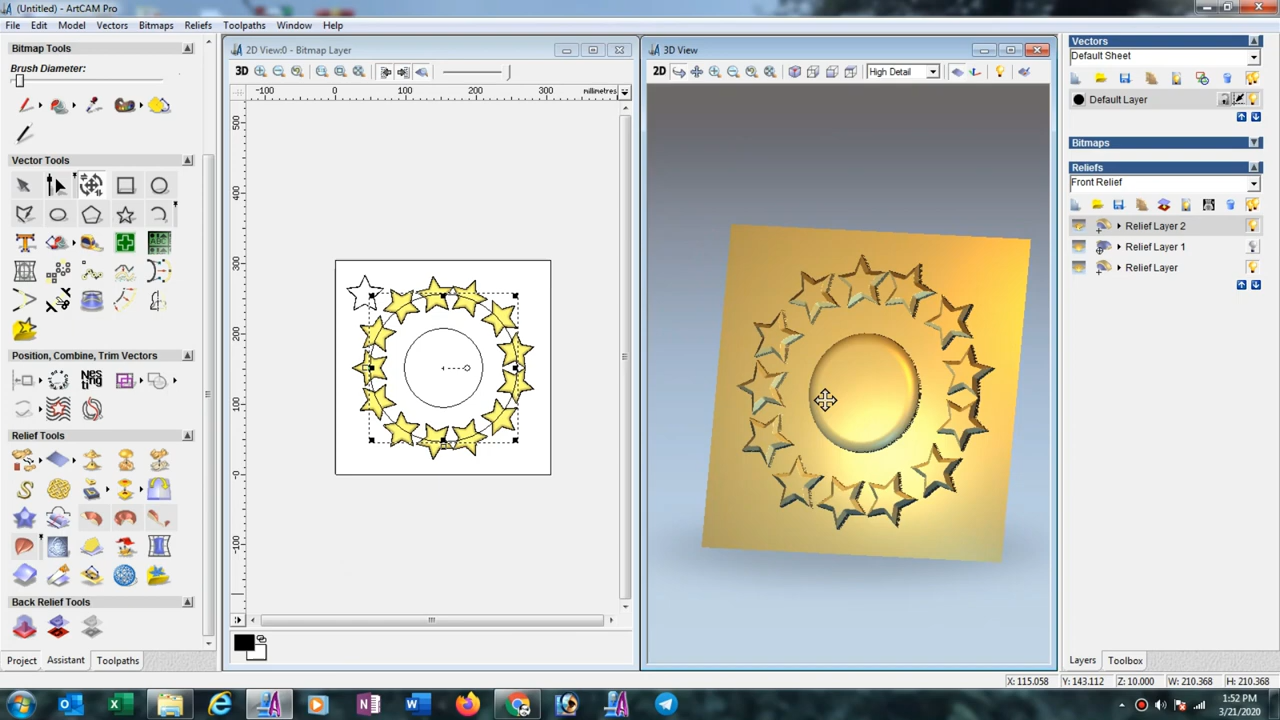 (Untitled) - ArtCAM Pro
File Edit Model Vectors Bitmaps Reliefs Toolpaths Window Help
Bitmap Tools
Brush Diameter:
Vector Tools
Position, Combine, Trim Vectors
Relief Tools
Back Relief Tools
Project Assistant Toolpaths
2D View:0 - Bitmap Layer
3D
-100 0 100 200 300 millimetres
500
400
300
200
100
-0
-100
3D View
2D High Detail
Vectors
Default Sheet
Default Layer
Bitmaps
Reliefs
Front Relief
Relief Layer 2
Relief Layer 1
Relief Layer
Layers Toolbox
X: 115.058 Y: 143.112 Z: 10.000 W: 210.368 H: 210.368
1:52 PM
3/21/2020